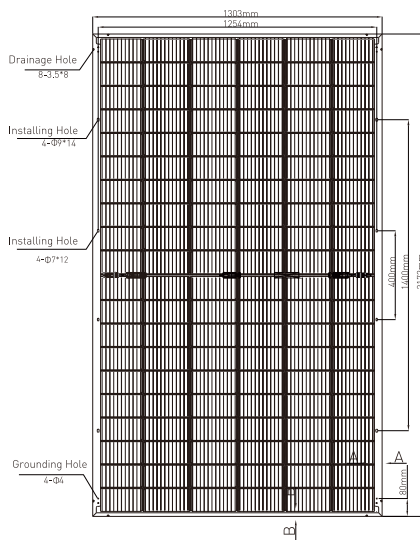 1303mm
1254mm
Drainage Hole
8-3.5*8
Installing Hole
4-Φ9*14
Installing Hole
4-Φ7*12
400mm
1400mm
Grounding Hole
4-Φ4
A
A
80mm
B